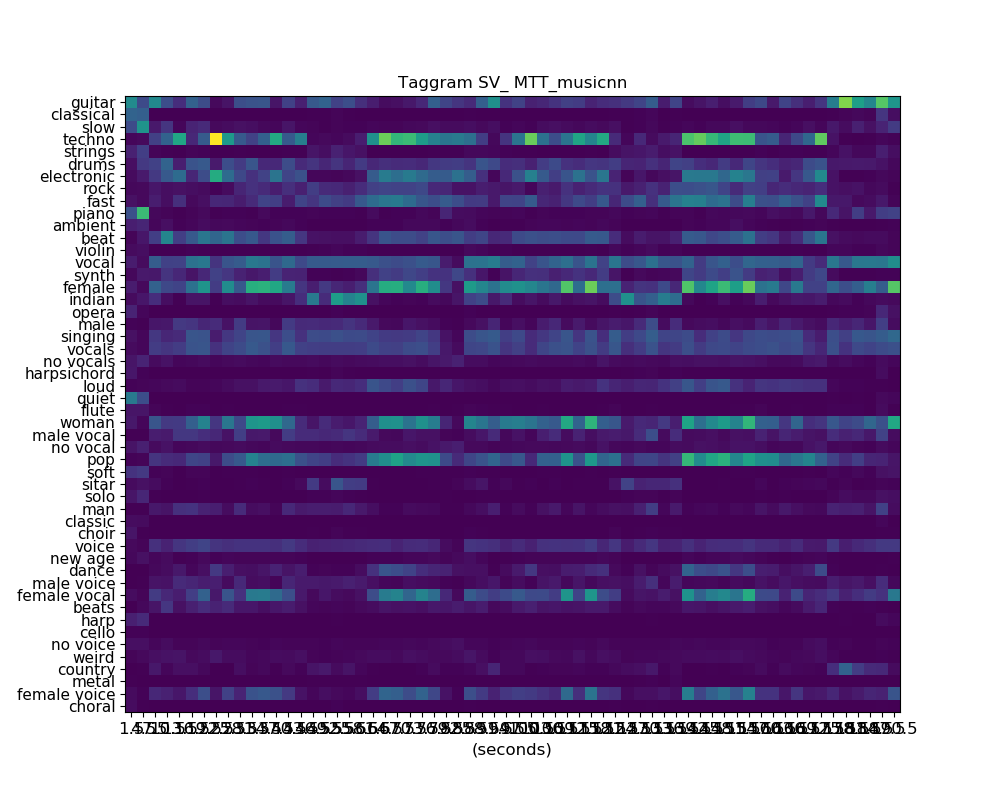 Taggram SV_ MTT_musicnn
guitar
classical
slow
techno
strings
drums
electronic
rock
fast
piano
ambient
beat
violin
vocal
synth
female
indian
opera
male
singing
vocals
no vocals
harpsichord
loud
quiet
flute
woman
male vocal
no vocal
pop
soft
sitar
solo
man
classic
choir
voice
new age
dance
male voice
female vocal
beats
harp
cello
no voice
weird
country
metal
female voice
choral
(seconds)